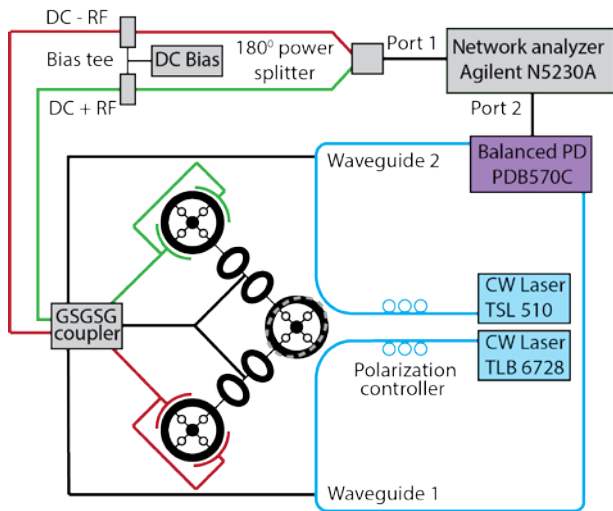 DC - RF
Bias tee
DC Bias
DC + RF
180⁰ power
splitter
Port 1
Network analyzer
Agilent N5230A
Port 2
Balanced PD
PDB570C
Waveguide 2
GSGSG
coupler
CW Laser
TSL 510
CW Laser
TLB 6728
Polarization
controller
Waveguide 1